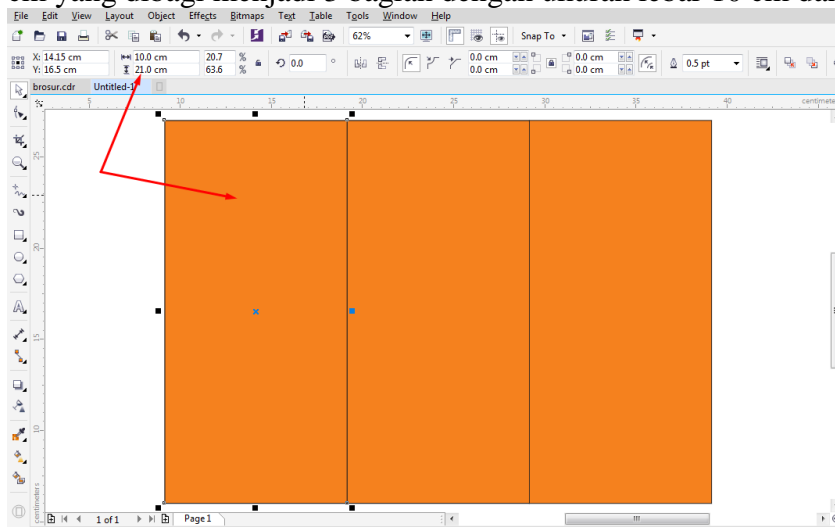 cm yang dibagi menjadi 3 bagian dengan ukuran lebar 10 cm dan
File Edit View Layout Object Effects Bitmaps Text Table Tools Window Help
62% Snap To
X: 14.15 cm 10.0 cm 20.7 % 0.0 ° 0.0 cm 0.0 cm 0.5 pt
Y: 16.5 cm 21.0 cm 63.6 % 0.0 cm 0.0 cm
brosur.cdr Untitled-1
5 10 15 20 25 30 35 40 centimete
25
20
15
10
centimeters
1 of 1 Page 1